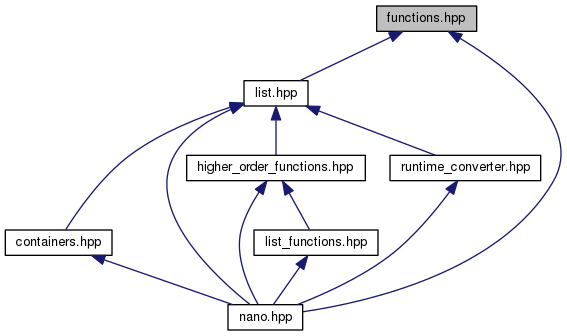 functions.hpp
list.hpp
higher_order_functions.hpp
runtime_converter.hpp
containers.hpp
list_functions.hpp
nano.hpp